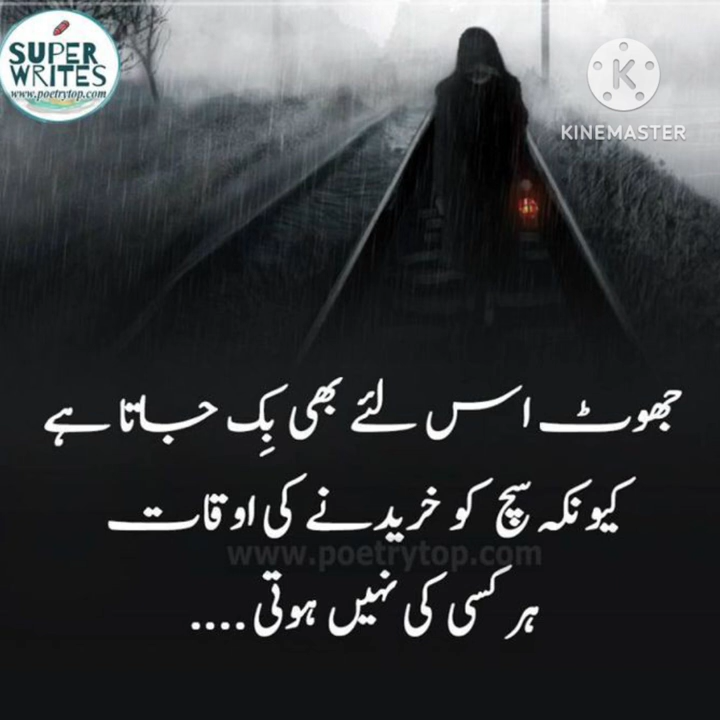 SUPER
WRITES
www.poetrytop.com
K
KINEMASTER
جھوٹ اس لئے بھی بِک جاتا ہے
کیونکہ سچ کو خریدنے کی اوقات
www.poetrytop.com
ہر کسی کی نہیں ہوتی....